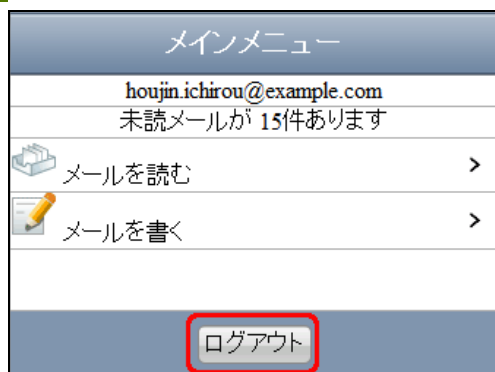 メインメニュー
houjin.ichirou@example.com
未読メールが 15件あります
メールを読む
メールを書く
ログアウト